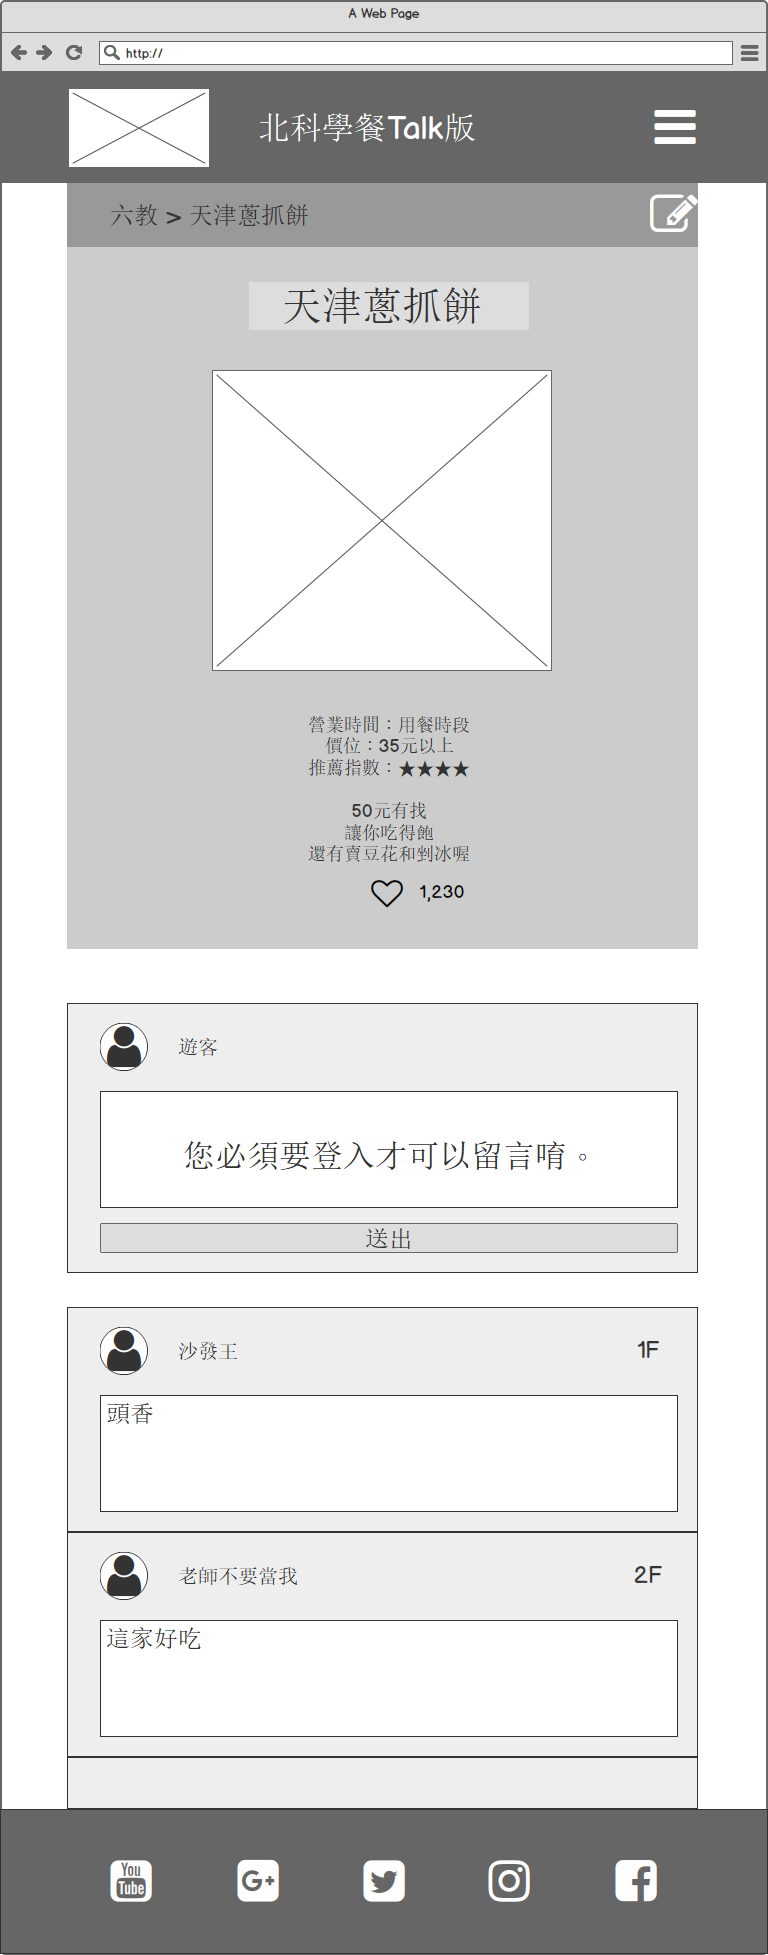 A Web Page
http://
北科學餐Talk版
六教 > 天津蔥抓餅
天津蔥抓餅
營業時間：用餐時段
價位：35元以上
推薦指數：★★★★
50元有找
讓你吃得飽
還有賣豆花和剉冰喔
1,230
遊客
您必須要登入才可以留言唷。
送出
沙發王
1F
頭香
老師不要當我
2F
這家好吃
You
Tube
G+